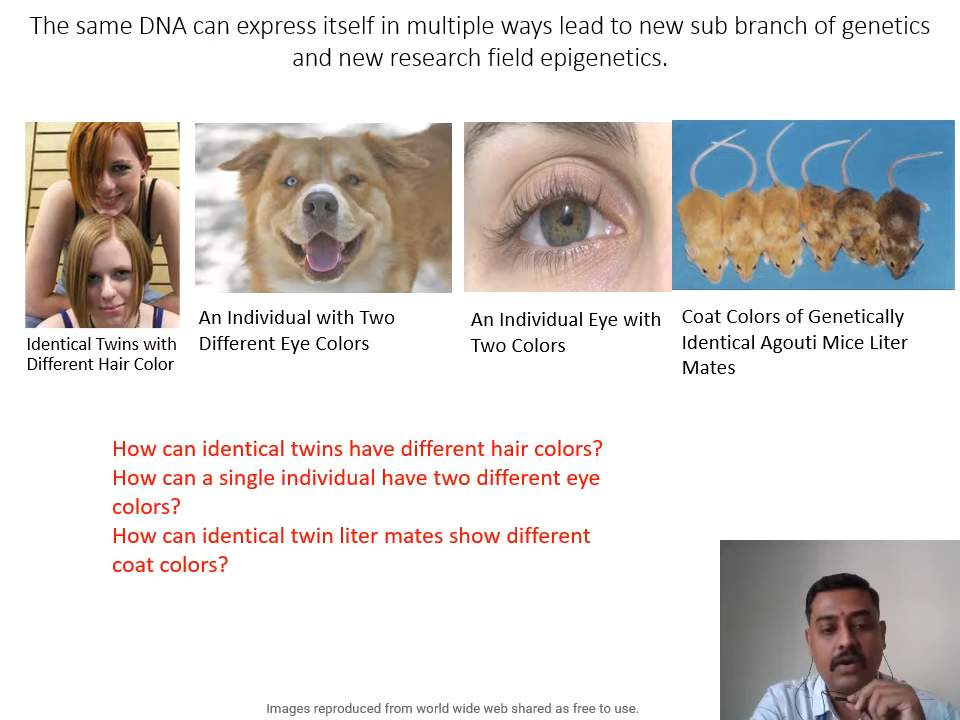 The same DNA can express itself in multiple ways lead to new sub branch of genetics
and new research field epigenetics.
Identical Twins with
Different Hair Color
An Individual with Two
Different Eye Colors
An Individual Eye with
Two Colors
Coat Colors of Genetically
Identical Agouti Mice Liter
Mates
How can identical twins have different hair colors?
How can a single individual have two different eye
colors?
How can identical twin liter mates show different
coat colors?
Images reproduced from world wide web shared as free to use.